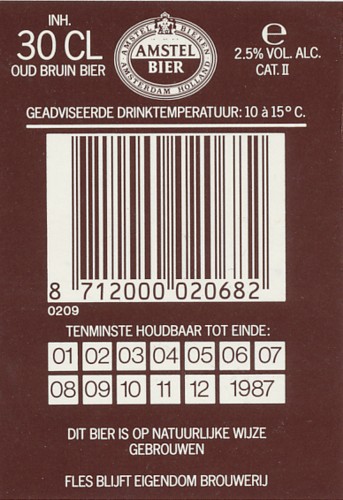 INH.
30 CL
OUD BRUIN BIER
AMSTEL BIEREN
AMSTEL
BIER
AMSTERDAM HOLLAND
e
2.5% VOL. ALC.
CAT. II
GEADVISEERDE DRINKTEMPERATUUR: 10 à 15° C.
8 712000 020682
0209
TENMINSTE HOUDBAAR TOT EINDE:
01 02 03 04 05 06 07
08 09 10 11 12 1987
DIT BIER IS OP NATUURLIJKE WIJZE
GEBROUWEN
FLES BLIJFT EIGENDOM BROUWERIJ